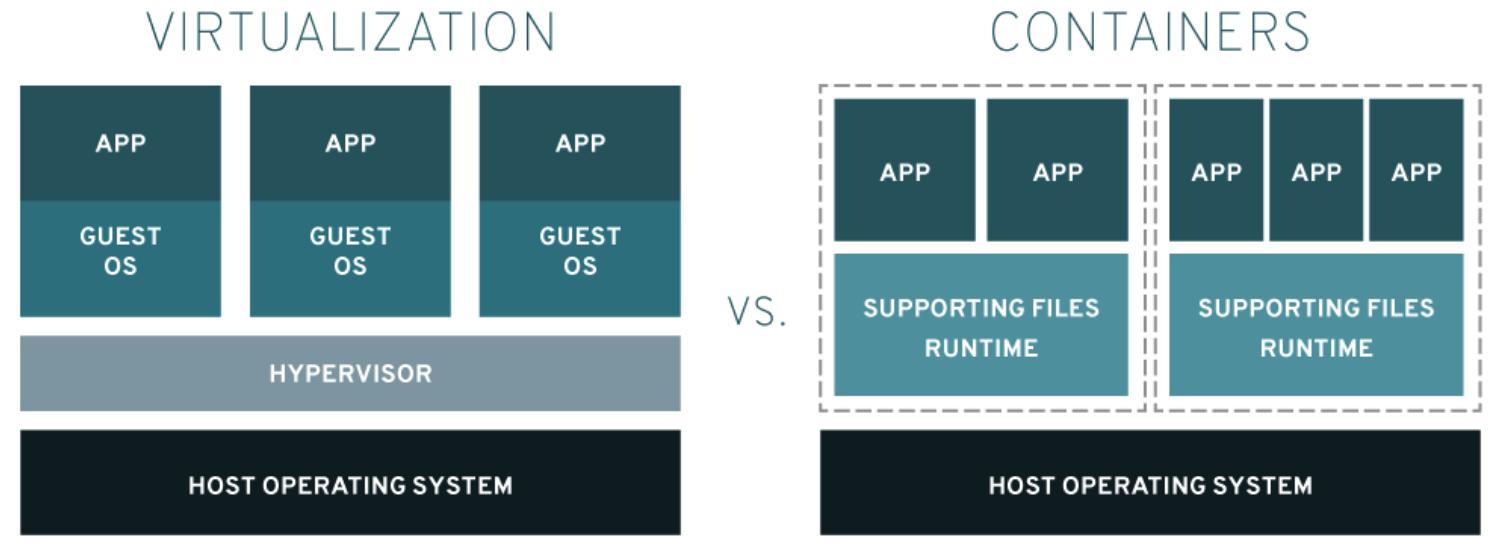 VIRTUALIZATION
APP
APP
APP
GUEST
OS
GUEST
OS
GUEST
OS
HYPERVISOR
HOST OPERATING SYSTEM
VS.
CONTAINERS
APP
APP
APP
APP
APP
SUPPORTING FILES
RUNTIME
SUPPORTING FILES
RUNTIME
HOST OPERATING SYSTEM